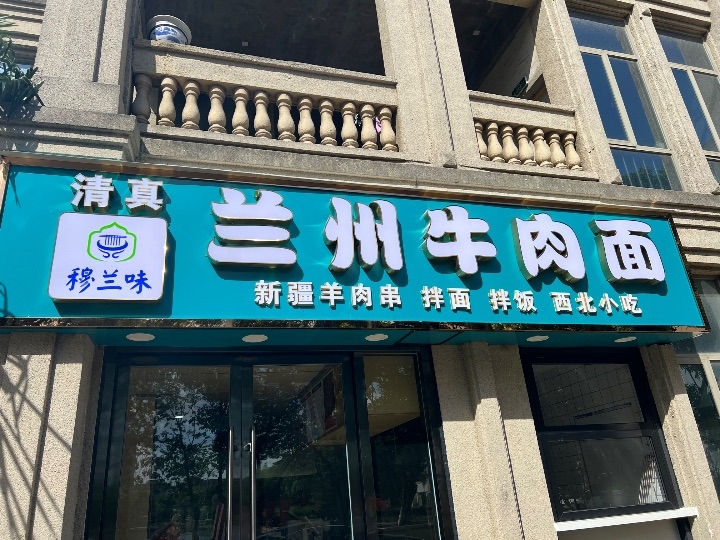 清真
穆兰味
兰州牛肉面
新疆羊肉串 拌面 拌饭 西北小吃